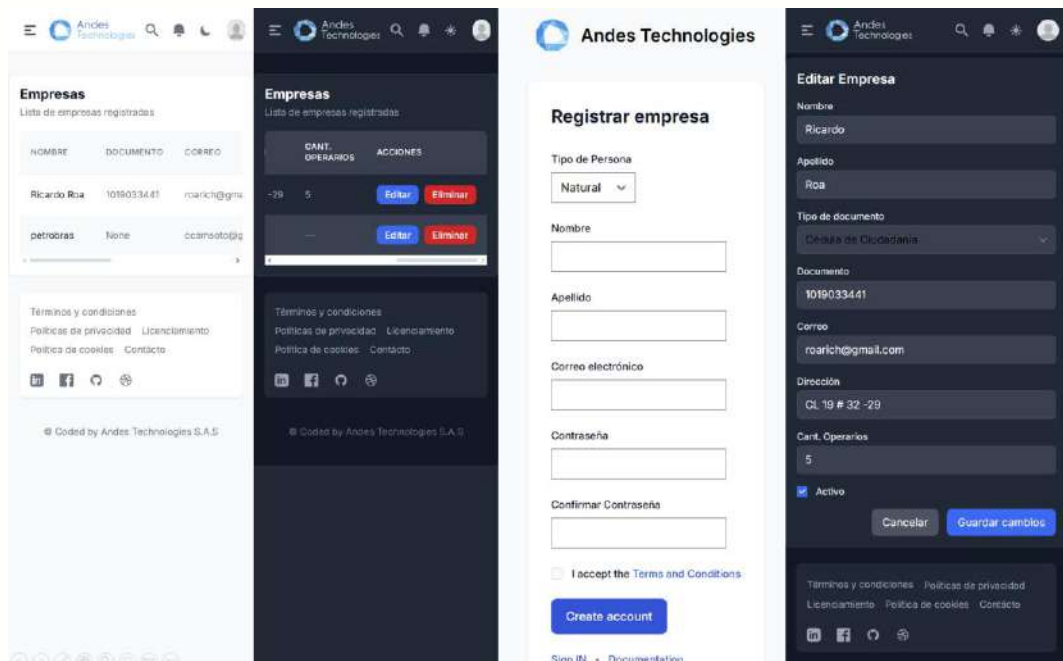 Andes
Technologies
Empresas
Lista de empresas registradas
NOMBRE DOCUMENTO CORREO
Ricardo Roa 1019033441 roarich@gma
petrobras None
Términos y condiciones
Políticas de privacidad Licenciamiento
Política de cookies Contácto
© Coded by Andes Technologies S.A.S
Andes
Technologies
Empresas
Lista de empresas registradas
CANT.
OPERARIOS ACCIONES
-29 5 Editar Eliminar
--- Editar Eliminar
Términos y condiciones
Políticas de privacidad Licenciamiento
Política de cookies Contácto
© Coded by Andes Technologies S.A.S
Andes Technologies
Registrar empresa
Tipo de Persona
Natural
Nombre
Apellido
Correo electrónico
Contraseña
Confirmar Contraseña
I accept the Terms and Conditions
Create account
Sign IN • Documentation
Andes
Technologies
Editar Empresa
Nombre
Ricardo
Apellido
Roa
Tipo de documento
Cédula de Ciudadanía
Documento
1019033441
Correo
roarich@gmail.com
Dirección
CL 19 # 32 -29
Cant. Operarios
5
Activo
Cancelar Guardar cambios
Términos y condiciones Políticas de privacidad
Licenciamiento Política de cookies Contácto